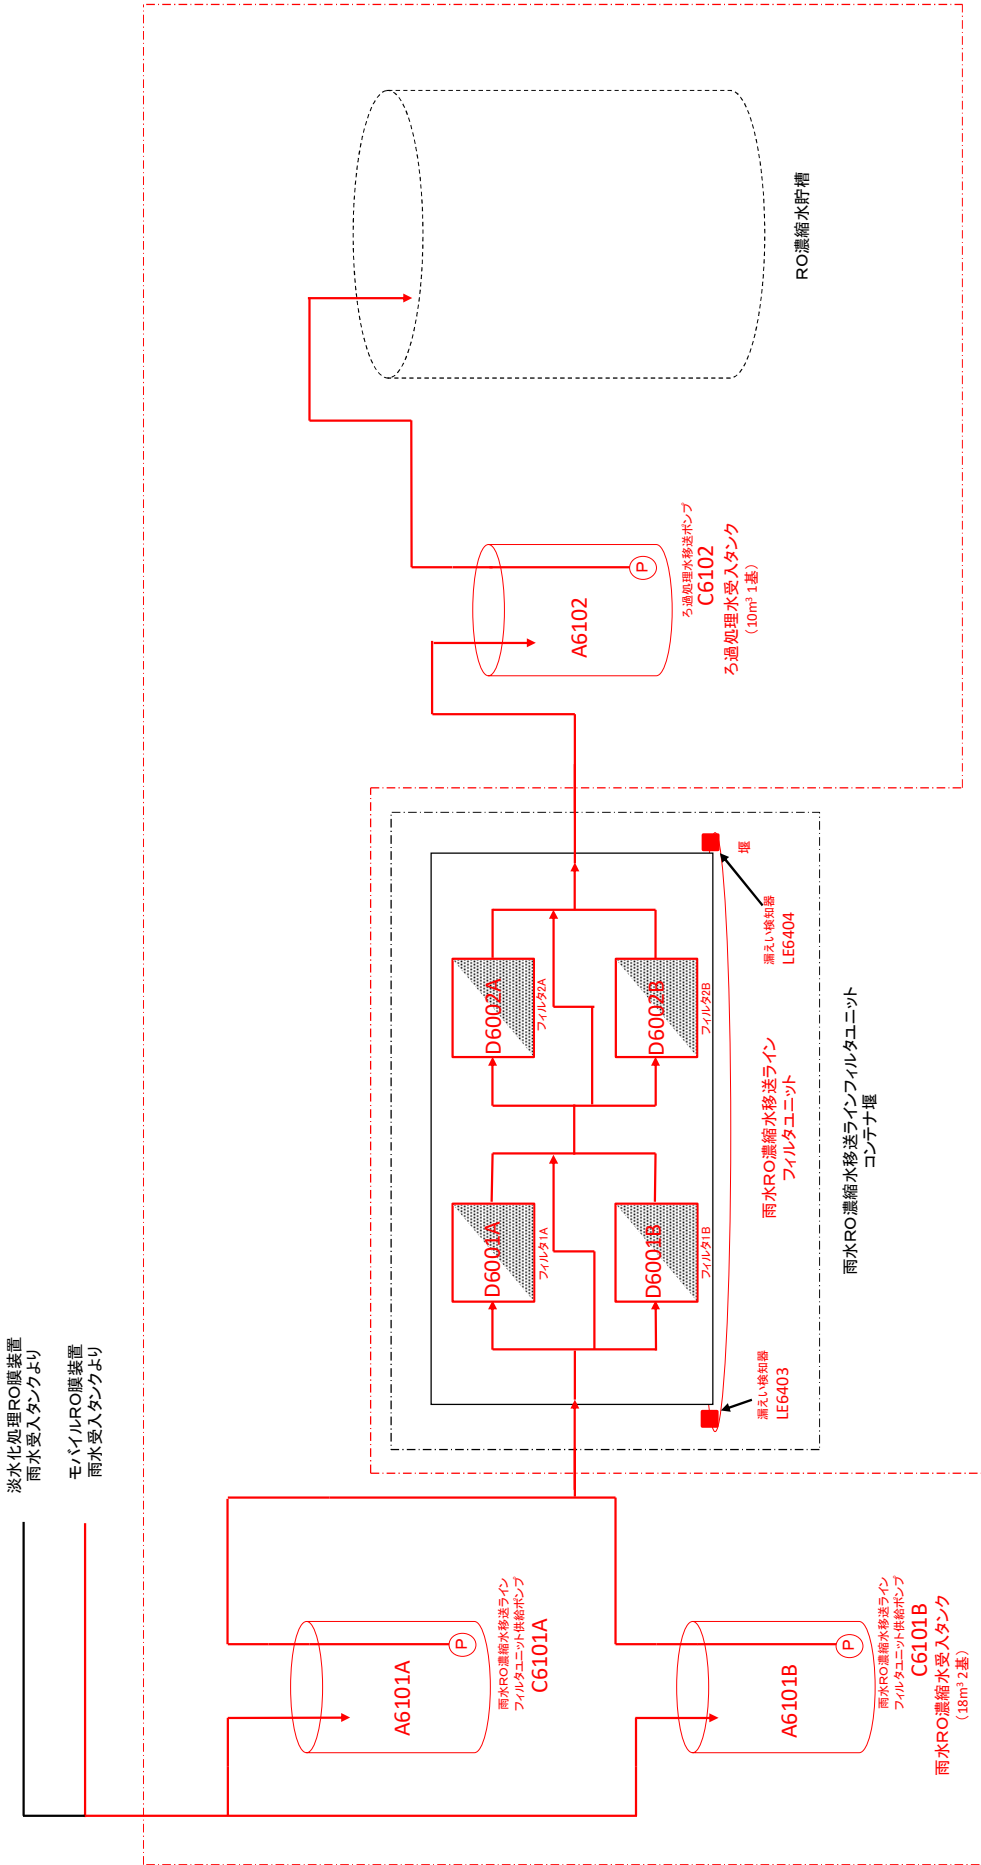 淡水化処理RO膜装置
雨水受入タンクより
モバイルRO膜装置
雨水受入タンクより
A6101A
P
雨水RO濃縮水移送ライン
フィルタユニット供給ポンプ
C6101A
A6101B
P
雨水RO濃縮水移送ライン
フィルタユニット供給ポンプ
C6101B
雨水RO濃縮水受入タンク
（18m³ 2基）
D6001A
フィルタ1A
D6001B
フィルタ1B
D6002A
フィルタ2A
D6002B
フィルタ2B
漏えい検知器
LE6403
漏えい検知器
LE6404
堰
雨水RO濃縮水移送ライン
フィルタユニット
雨水RO濃縮水移送ラインフィルタユニット
コンテナ堰
A6102
P
ろ過処理水移送ポンプ
C6102
ろ過処理水受入タンク
（10m³ 1基）
RO濃縮水貯槽